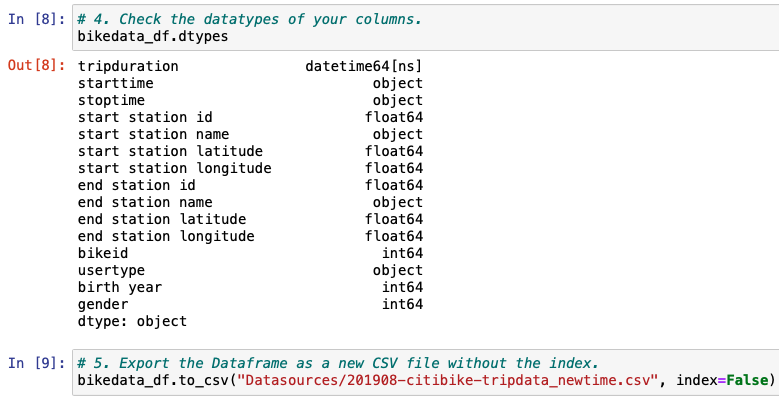 In [8]: # 4. Check the datatypes of your columns.
bikedata_df.dtypes
Out[8]: tripduration datetime64[ns]
starttime object
stoptime object
start station id float64
start station name object
start station latitude float64
start station longitude float64
end station id float64
end station name object
end station latitude float64
end station longitude float64
bikeid int64
usertype object
birth year int64
gender int64
dtype: object
In [9]: # 5. Export the Dataframe as a new CSV file without the index.
bikedata_df.to_csv("Datasources/201908-citibike-tripdata_newtime.csv", index=False)